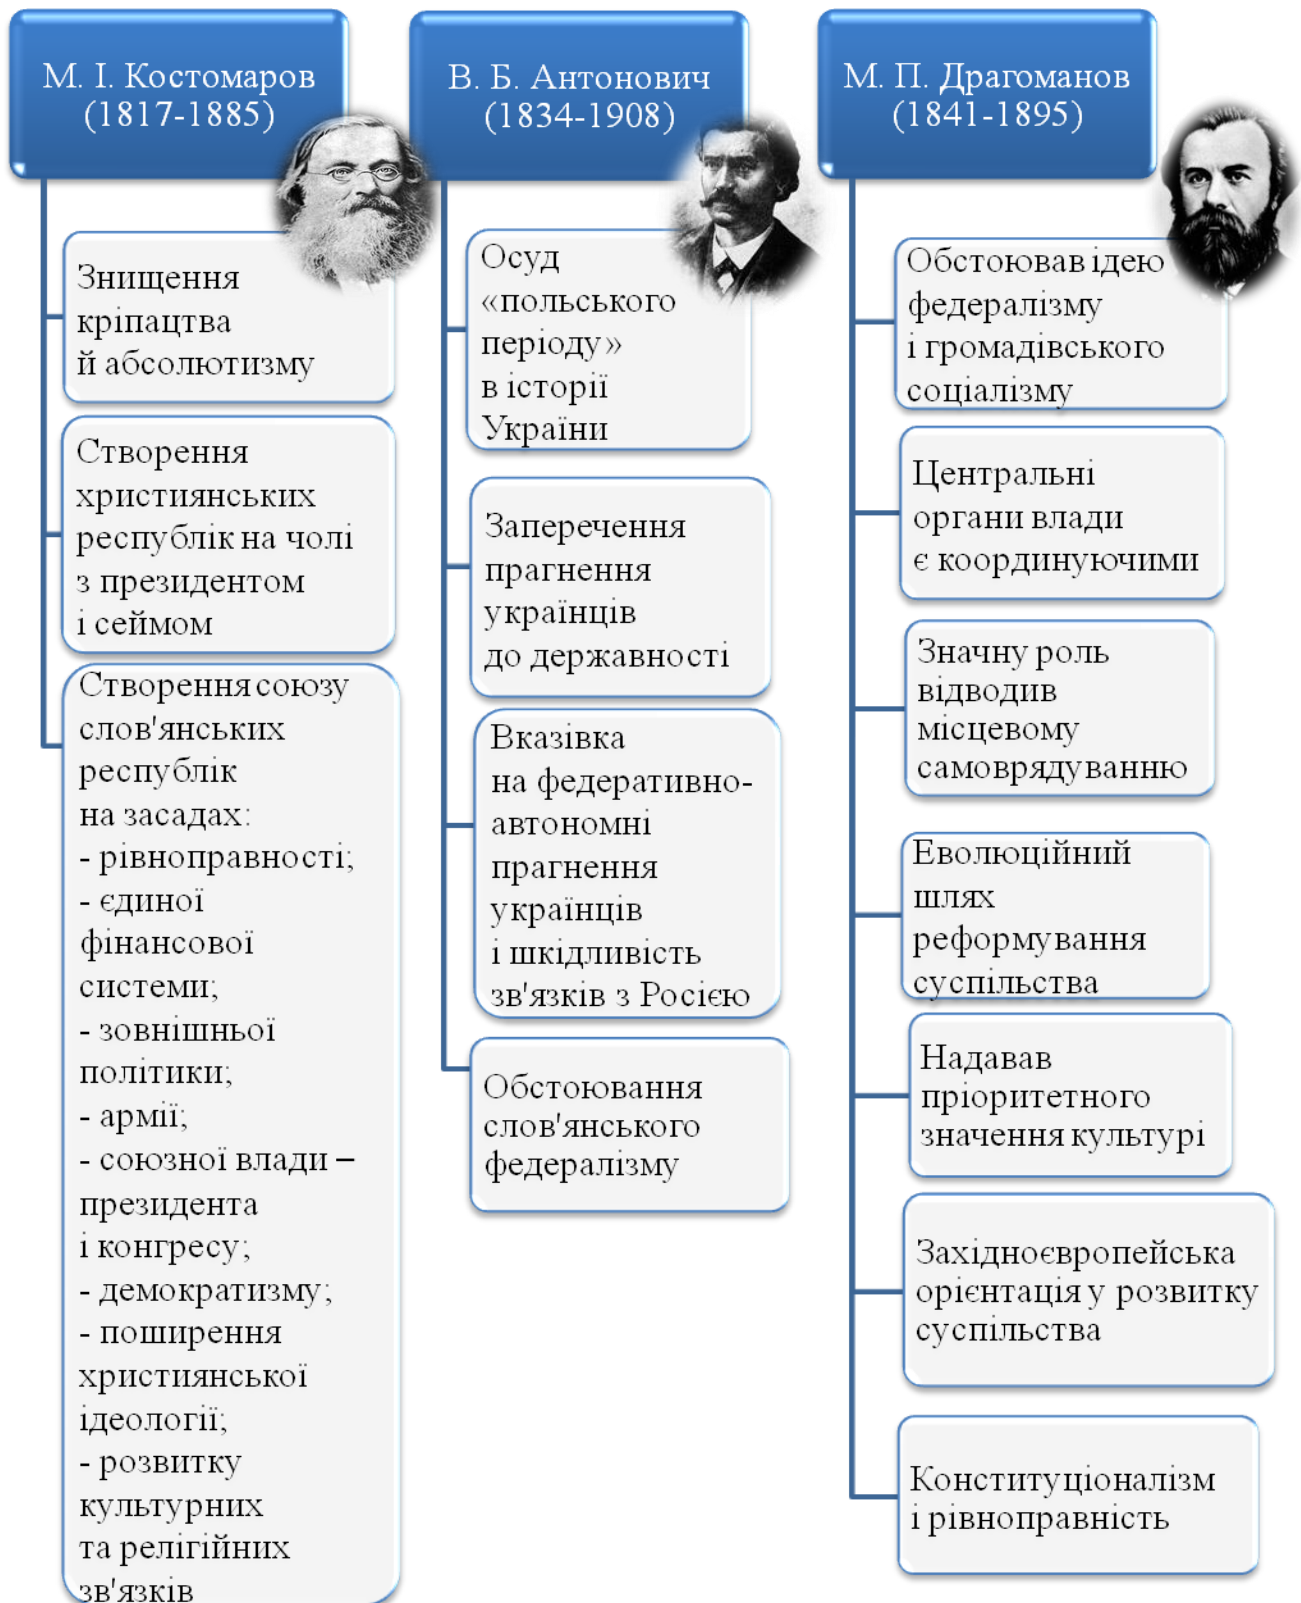 М. І. Костомаров
(1817-1885)
Знищення
кріпацтва
й абсолютизму
Створення
християнських
республік на чолі
з президентом
і сеймом
Створення союзу
слов'янських
республік
на засадах:
- рівноправності;
- єдиної
фінансової
системи;
- зовнішньої
політики;
- армії;
- союзної влади –
президента
і конгресу;
- демократизму;
- поширення
християнської
ідеології;
- розвитку
культурних
та релігійних
зв'язків
В. Б. Антонович
(1834-1908)
Осуд
«польського
періоду»
в історії
України
Заперечення
прагнення
українців
до державності
Вказівка
на федеративно-
автономні
прагнення
українців
і шкідливість
зв'язків з Росією
Обстоювання
слов'янського
федералізму
М. П. Драгоманов
(1841-1895)
Обстоював ідею
федералізму
і громадівського
соціалізму
Центральні
органи влади
є координуючими
Значну роль
відводив
місцевому
самоврядуванню
Еволюційний
шлях
реформування
суспільства
Надавав
пріоритетного
значення культурі
Західноєвропейська
орієнтація у розвитку
суспільства
Конституціоналізм
і рівноправність